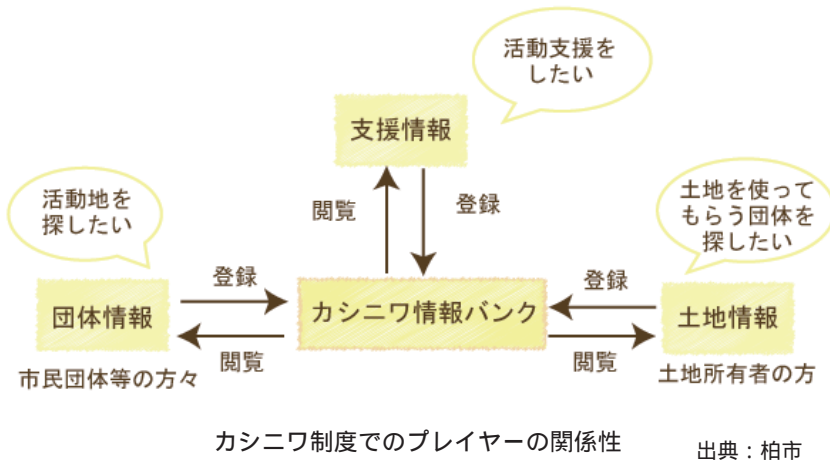 活動支援を
したい
支援情報
活動地を
探したい
土地を使って
もらう団体を
探したい
閲覧
登録
登録
登録
団体情報
カシニワ情報バンク
土地情報
閲覧
閲覧
市民団体等の方々
土地所有者の方
カシニワ制度でのプレイヤーの関係性
出典：柏市